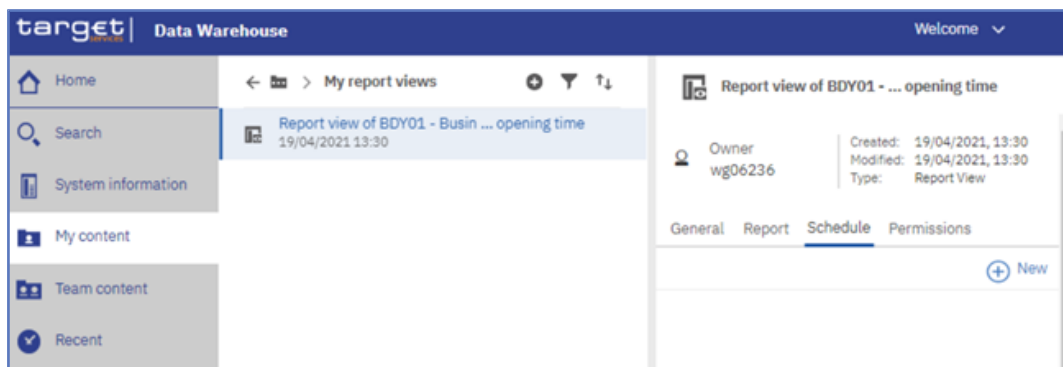 target| Data Warehouse
services
Welcome
Home
Search
System information
My content
Team content
Recent
My report views
Report view of BDY01 - Busin ... opening time
19/04/2021 13:30
Report view of BDY01 - ... opening time
Owner
wg06236
Created: 19/04/2021, 13:30
Modified: 19/04/2021, 13:30
Type: Report View
General Report Schedule Permissions
New